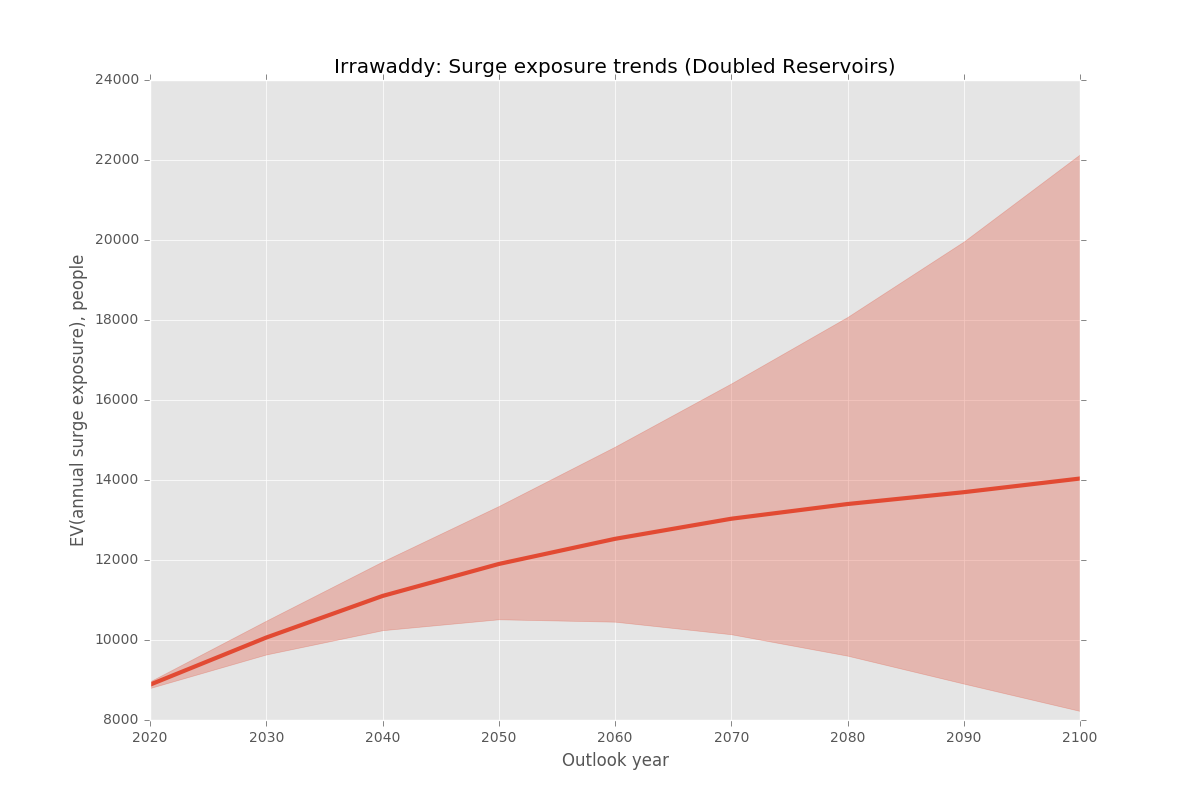 Irrawaddy: Surge exposure trends (Doubled Reservoirs)
24000
22000
20000
18000
16000
14000
12000
10000
8000
EV(annual surge exposure), people
2020 2030 2040 2050 2060 2070 2080 2090 2100
Outlook year